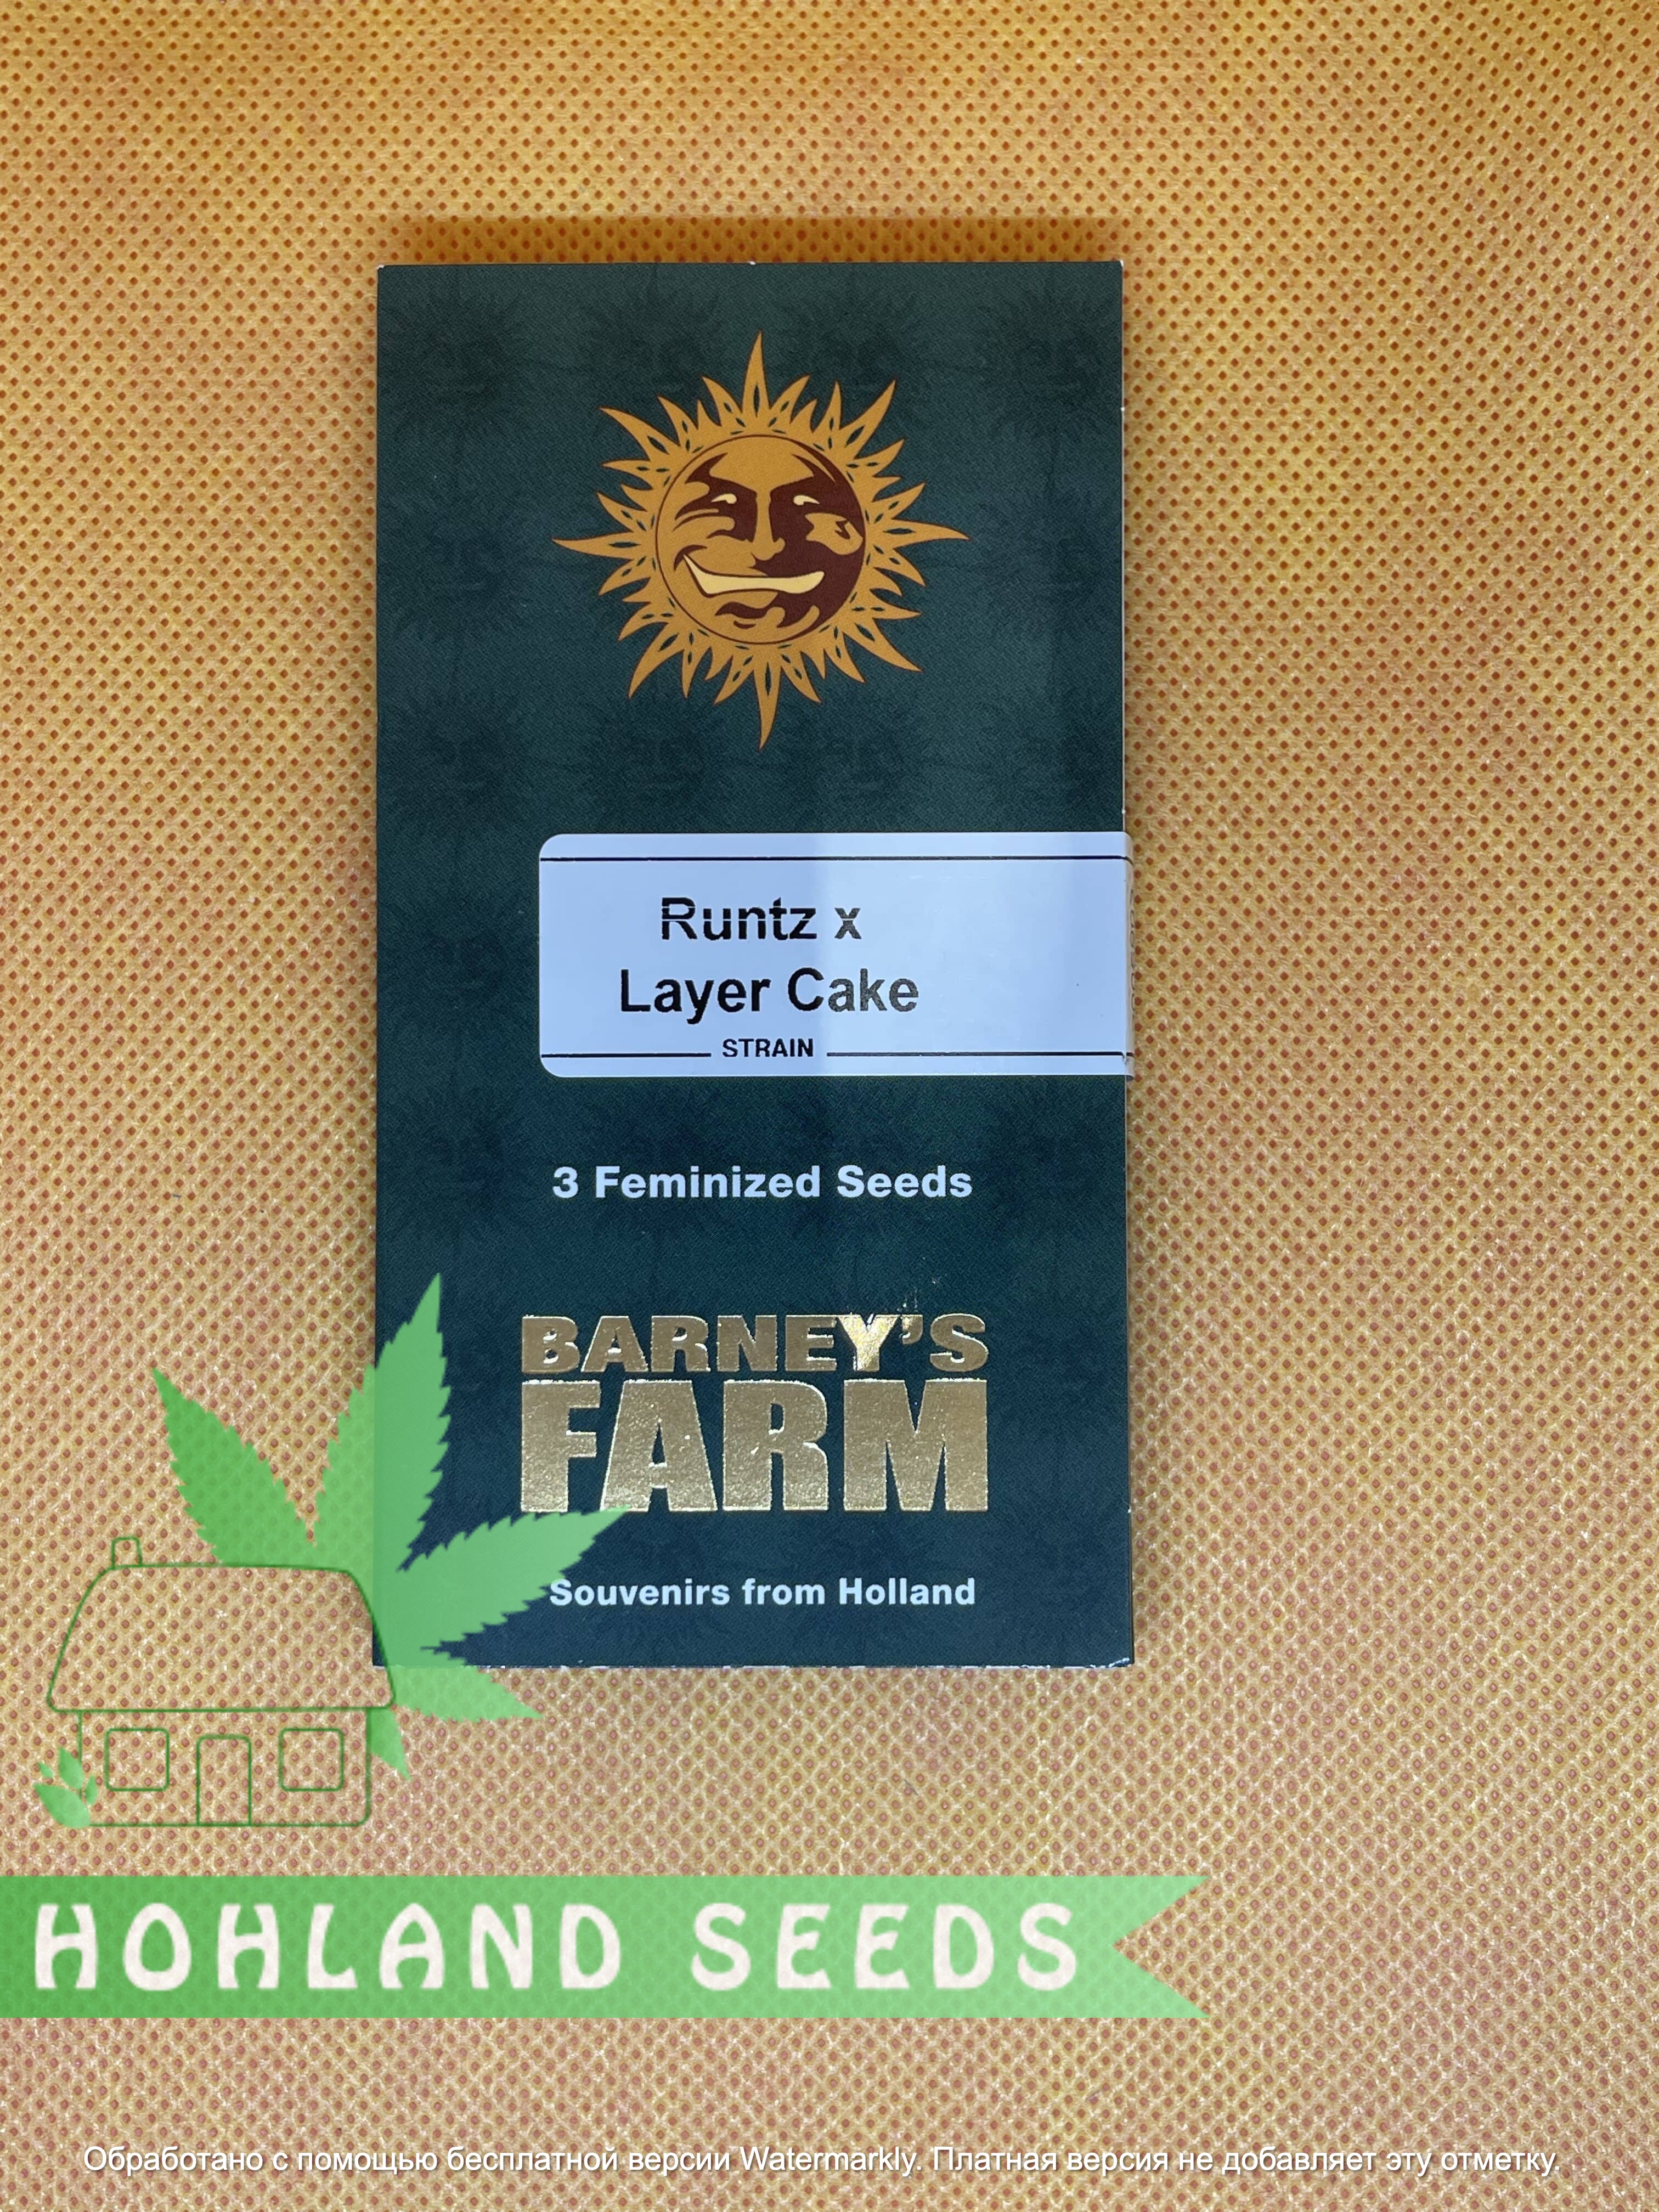 Runtz x
Layer Cake
STRAIN
3 Feminized Seeds
BARNEY'S
FARM
Souvenirs from Holland
HOHLAND SEEDS
Обработано с помощью бесплатной версии Watermarkly. Платная версия не добавляет эту отметку.